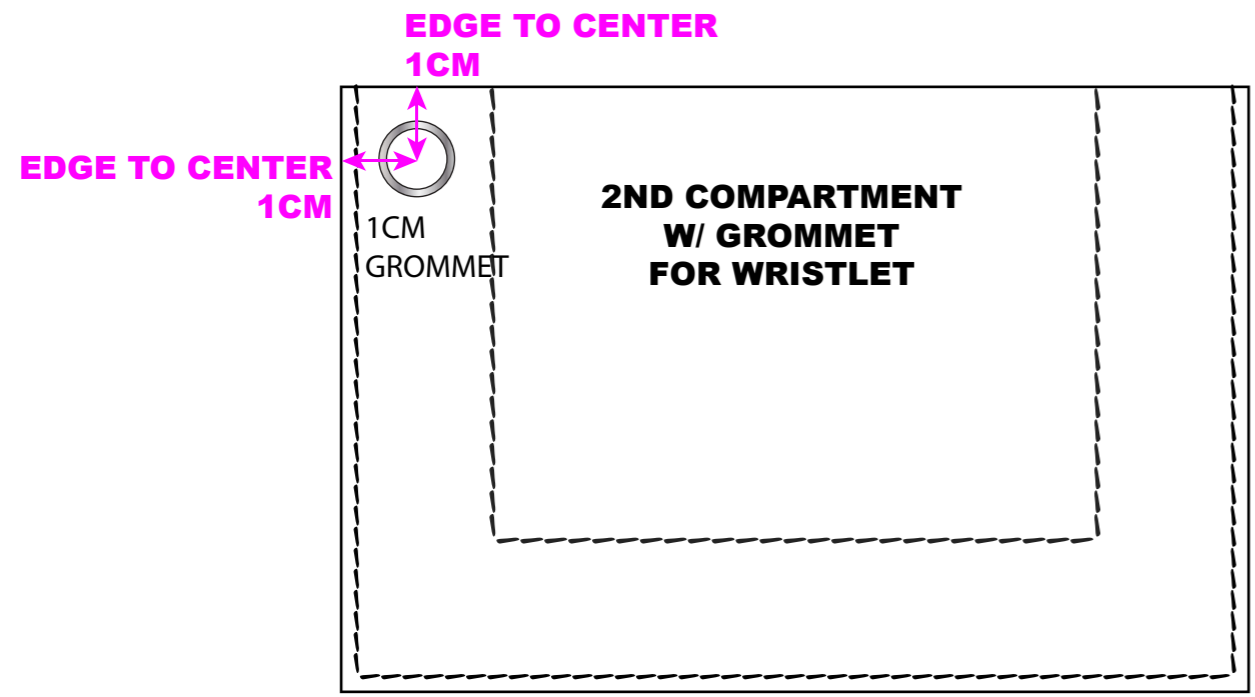 EDGE TO CENTER
1CM
EDGE TO CENTER
1CM
1CM
GROMMET
2ND COMPARTMENT
W/ GROMMET
FOR WRISTLET